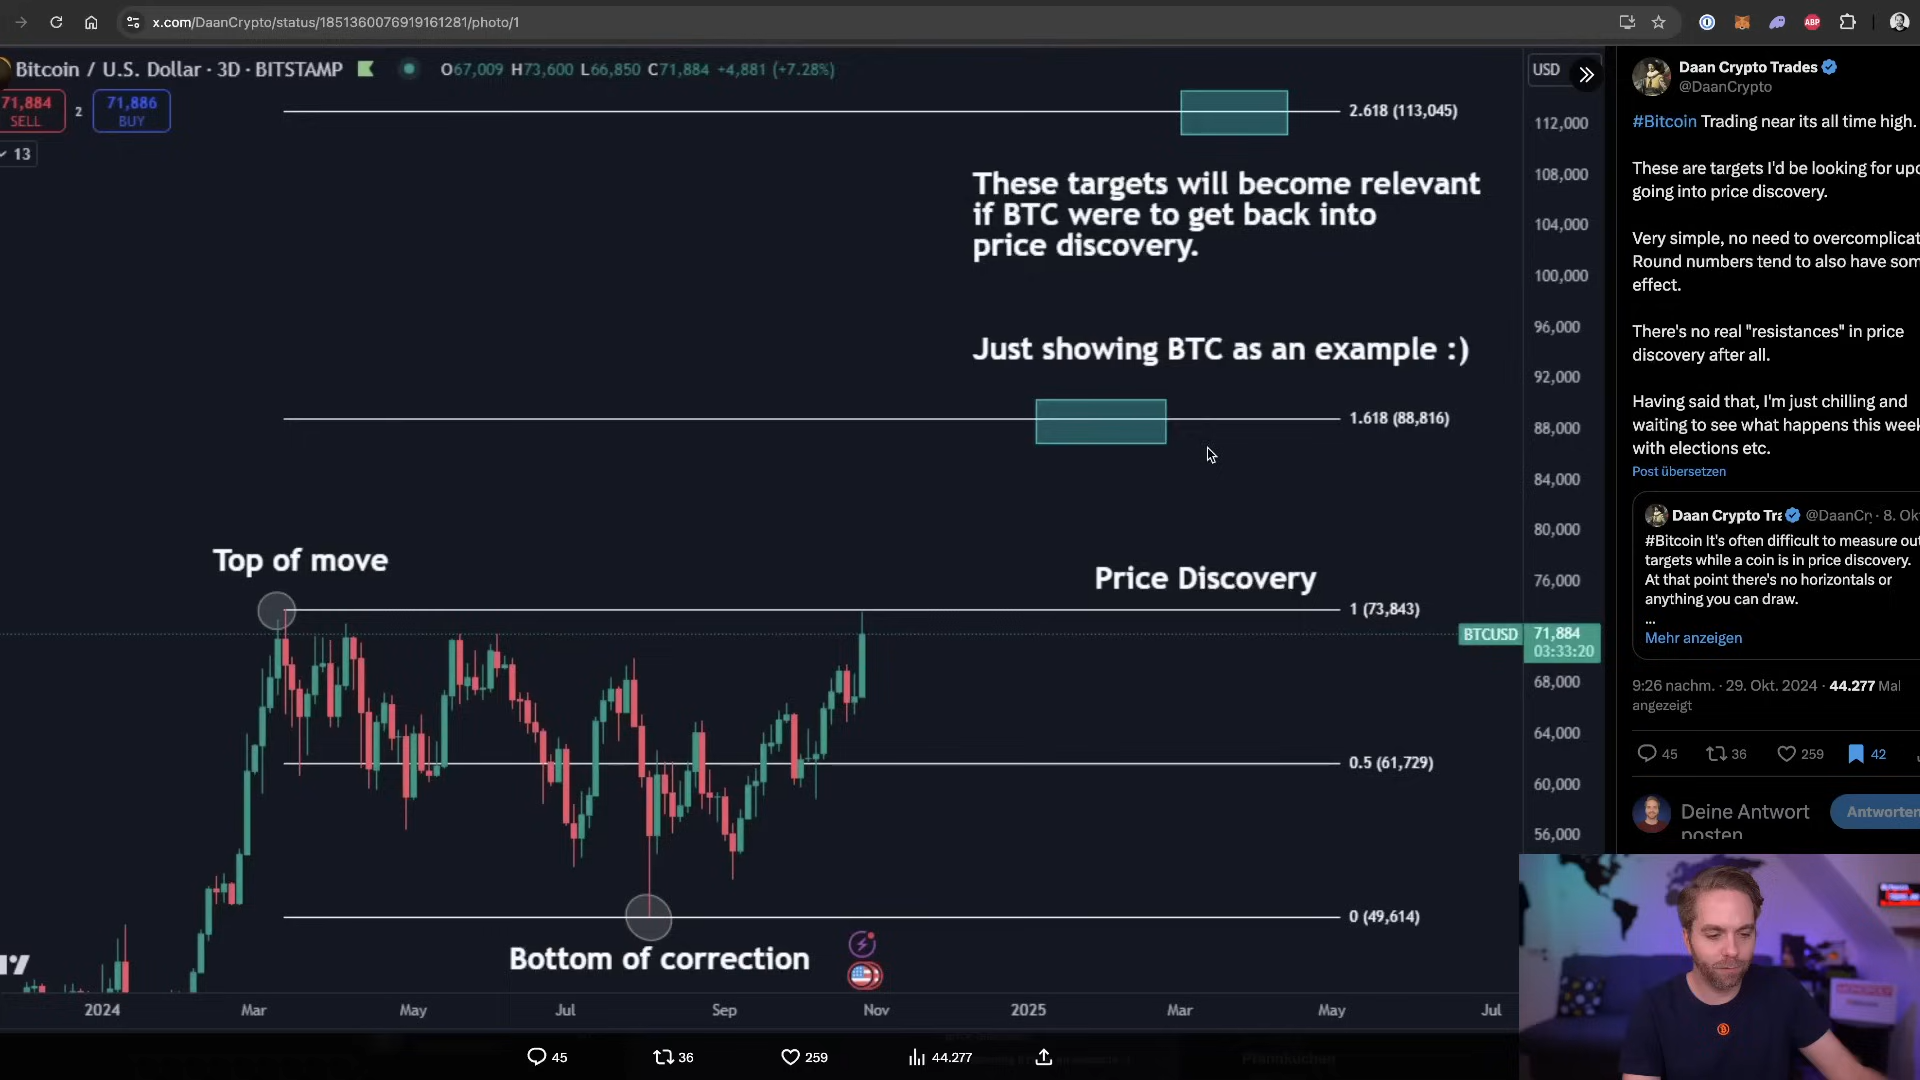 x.com/DaanCrypto/status/1851360076919161281/photo/1
ABP
Bitcoin / U.S. Dollar · 3D · BITSTAMP
O67,009 H73,600 L66,850 C71,884 +4,881 (+7.28%)
71,884
SELL
2
71,886
BUY
13
USD
2.618 (113,045)
112,000
These targets will become relevant
if BTC were to get back into
price discovery.
108,000
104,000
100,000
96,000
Just showing BTC as an example :)
92,000
1.618 (88,816)
88,000
84,000
80,000
Top of move
Price Discovery
76,000
1 (73,843)
BTCUSD
71,884
03:33:20
68,000
64,000
0.5 (61,729)
60,000
56,000
0 (49,614)
Bottom of correction
2024
Mar
May
Jul
Sep
Nov
2025
Mar
May
Jul
45
36
259
44.277
Daan Crypto Trades
@DaanCrypto
#Bitcoin Trading near its all time high.
These are targets I'd be looking for upo
going into price discovery.
Very simple, no need to overcomplicat
Round numbers tend to also have som
effect.
There's no real "resistances" in price
discovery after all.
Having said that, I'm just chilling and
waiting to see what happens this week
with elections etc.
Post übersetzen
Daan Crypto Tra @DaanCry · 8. Okt
#Bitcoin It's often difficult to measure out
targets while a coin is in price discovery.
At that point there's no horizontals or
anything you can draw.
...
Mehr anzeigen
9:26 nachm. · 29. Okt. 2024 · 44.277 Mal
angezeigt
45
36
259
42
Deine Antwort
posten
Antworten